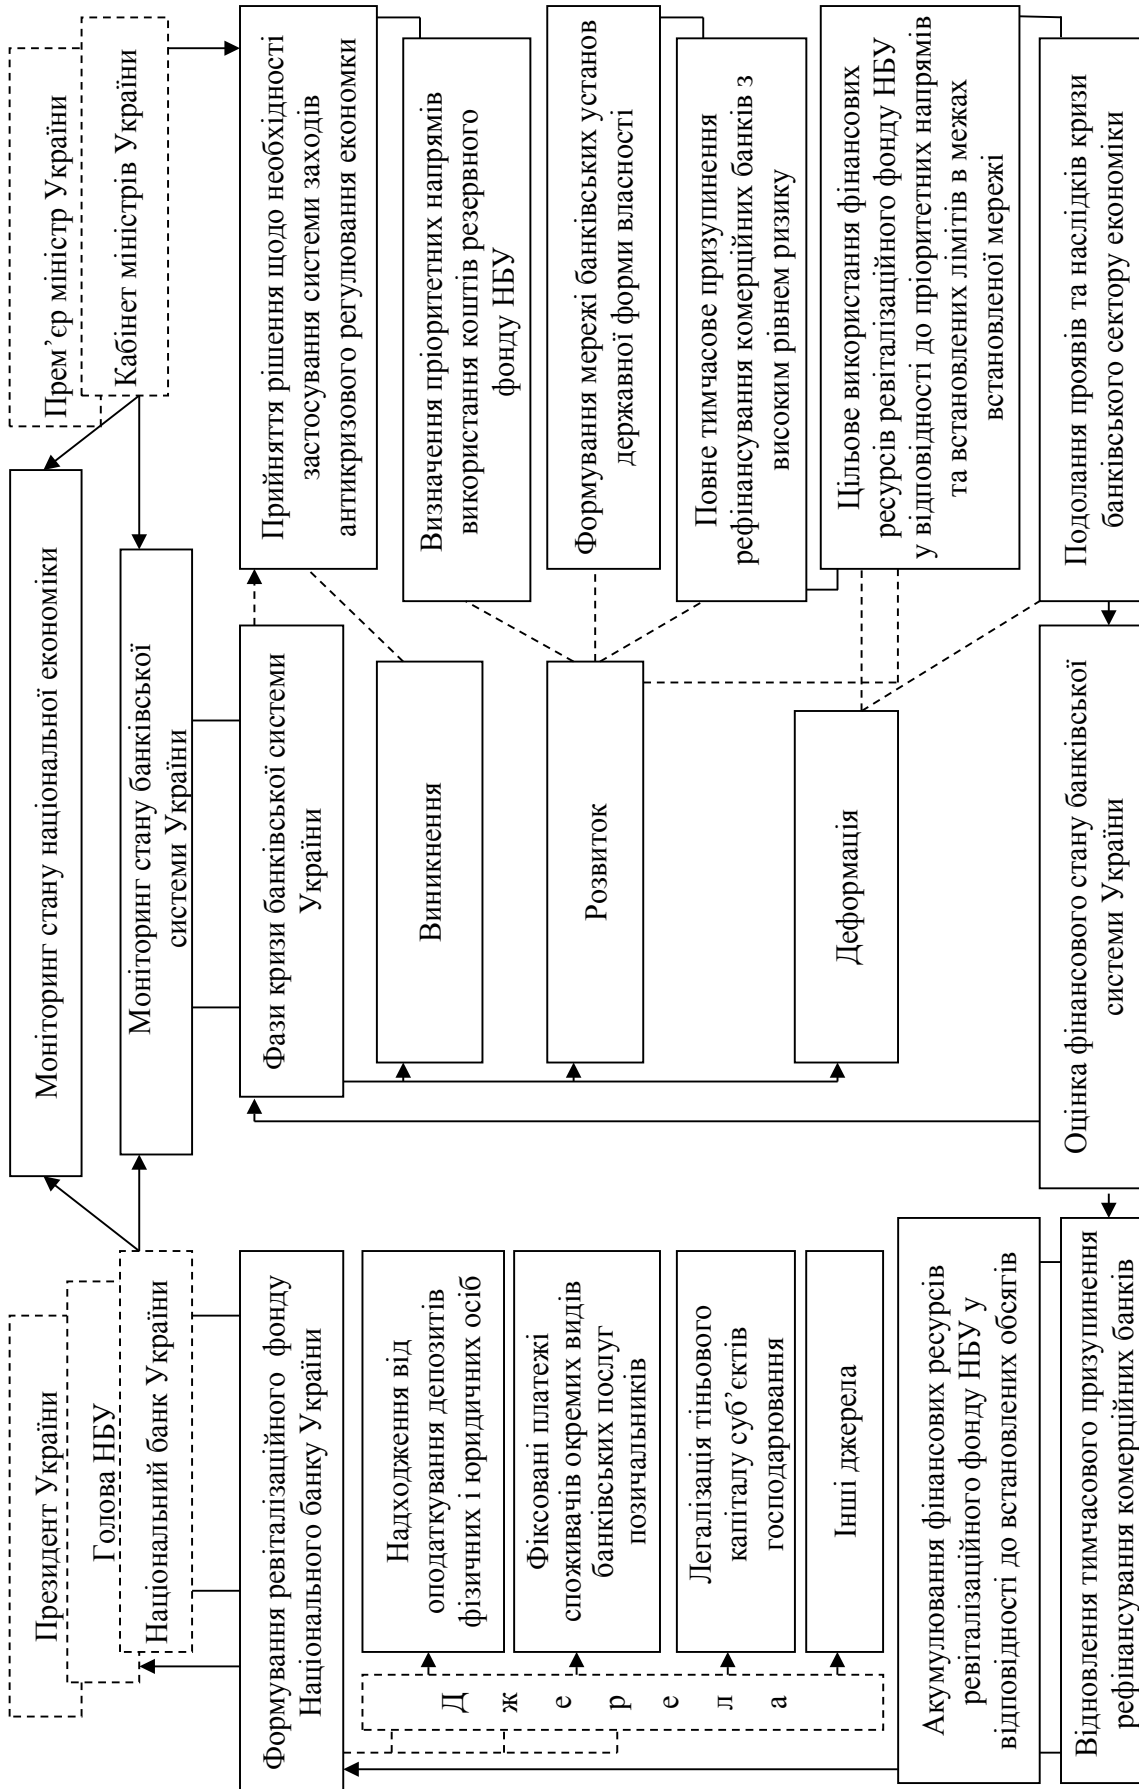 Президент України
Голова НБУ
Національний банк України
Моніторинг стану національної економіки
Моніторинг стану банківської
системи України
Прем’єр міністр України
Кабінет міністрів України
Формування ревіталізаційного фонду
Національного банку України
Джерела
Надходження від
оподаткування депозитів
фізичних і юридичних осіб
Фіксовані платежі
споживачів окремих видів
банківських послуг
позичальників
Легалізація тіньового
капіталу суб’єктів
господарювання
Інші джерела
Акумулювання фінансових ресурсів
ревіталізаційного фонду НБУ у
відповідності до встановлених обсягів
Відновлення тимчасового призупинення
рефінансування комерційних банків
Фази кризи банківської системи
України
Виникнення
Розвиток
Деформація
Оцінка фінансового стану банківської
системи України
Прийняття рішення щодо необхідності
застосування системи заходів
антикризового регулювання економки
Визначення пріоритетних напрямів
використання коштів резервного
фонду НБУ
Формування мережі банківських установ
державної форми власності
Повне тимчасове призупинення
рефінансування комерційних банків з
високим рівнем ризику
Цільове використання фінансових
ресурсів ревіталізаційного фонду НБУ
у відповідності до пріоритетних напрямів
та встановлених лімітів в межах
встановленої мережі
Подолання проявів та наслідків кризи
банківського сектору економіки